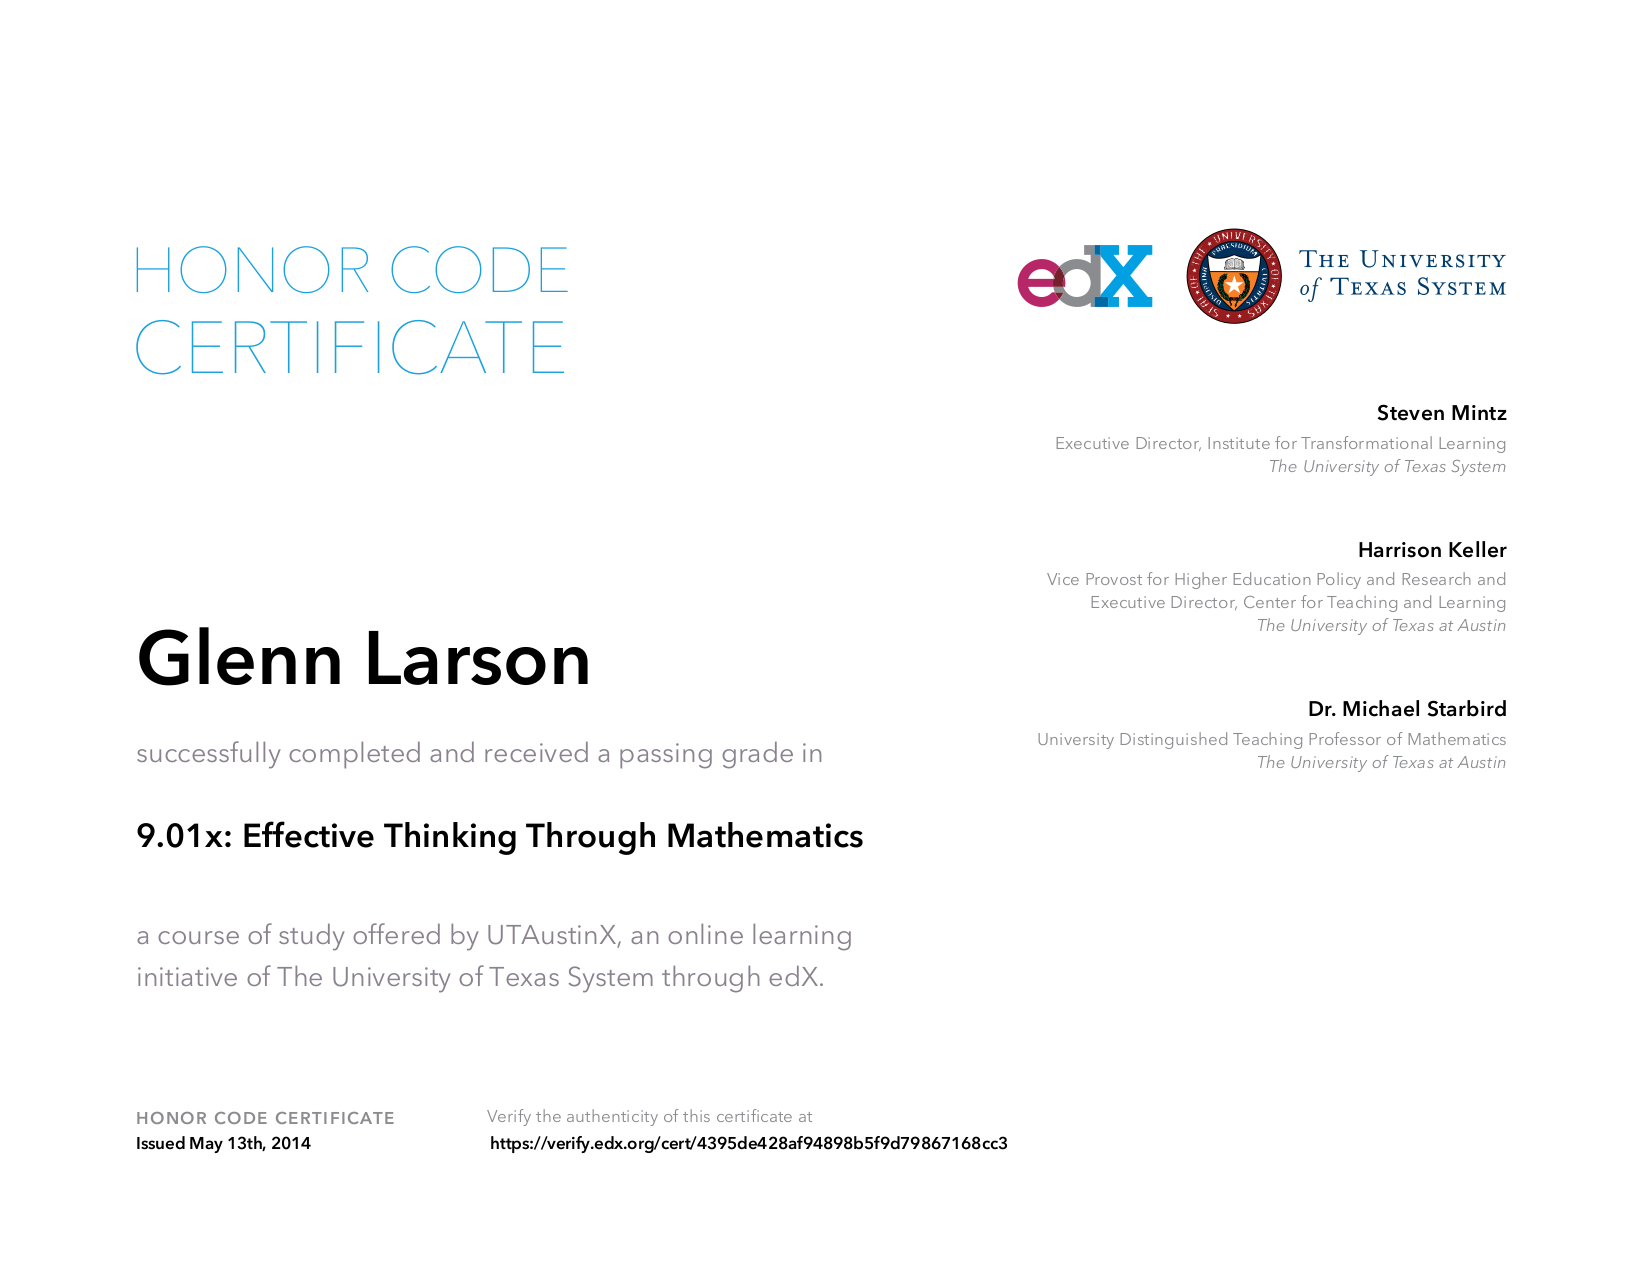 HONOR CODE
CERTIFICATE
edX
THE UNIVERSITY
of TEXAS SYSTEM
Steven Mintz
Executive Director, Institute for Transformational Learning
The University of Texas System
Harrison Keller
Vice Provost for Higher Education Policy and Research and
Executive Director, Center for Teaching and Learning
The University of Texas at Austin
Dr. Michael Starbird
University Distinguished Teaching Professor of Mathematics
The University of Texas at Austin
Glenn Larson
successfully completed and received a passing grade in
9.01x: Effective Thinking Through Mathematics
a course of study offered by UTAustinX, an online learning
initiative of The University of Texas System through edX.
HONOR CODE CERTIFICATE
Issued May 13th, 2014
Verify the authenticity of this certificate at
https://verify.edx.org/cert/4395de428af94898b5f9d79867168cc3